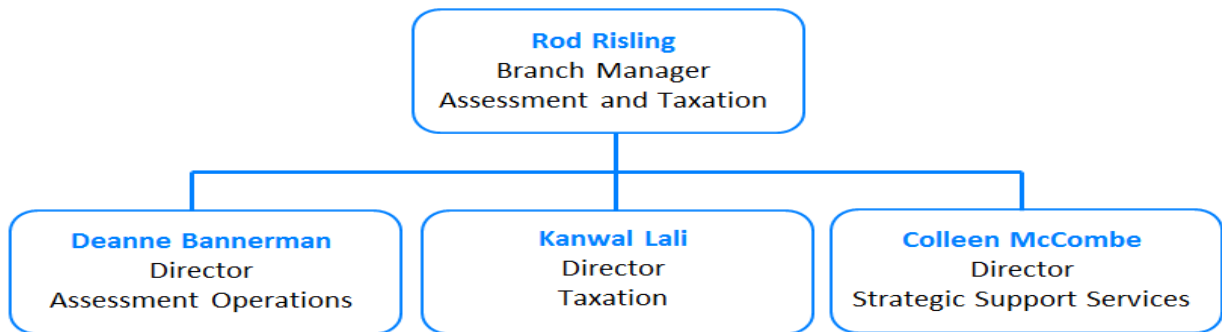 Rod Risling
Branch Manager
Assessment and Taxation
Deanne Bannerman
Director
Assessment Operations
Kanwal Lali
Director
Taxation
Colleen McCombe
Director
Strategic Support Services